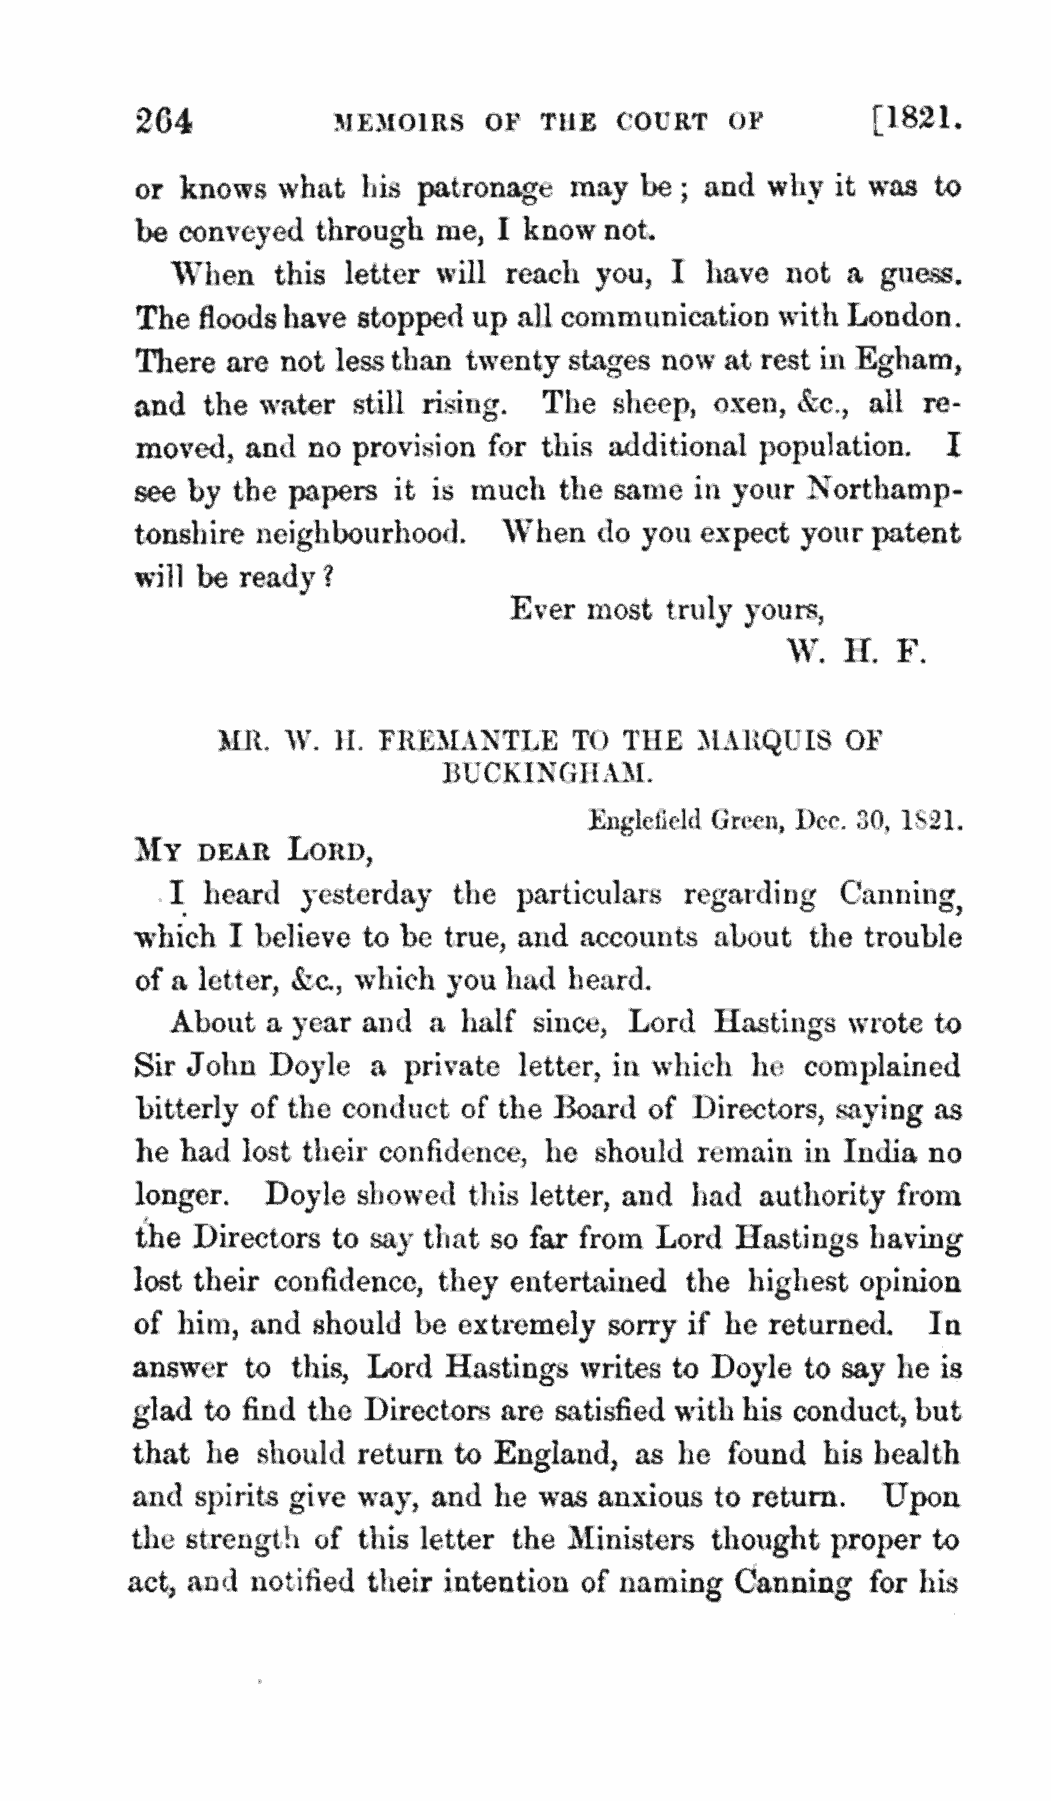 264 MEMOIRS OF THE COURT OF [1821.
or knows what his patronage may be; and why it was to
be conveyed through me, I know not.
When this letter will reach you, I have not a guess.
The floods have stopped up all communication with London.
There are not less than twenty stages now at rest in Egham,
and the water still rising. The sheep, oxen, &c., all re-
moved, and no provision for this additional population. I
see by the papers it is much the same in your Northamp-
tonshire neighbourhood. When do you expect your patent
will be ready?
Ever most truly yours,
W. H. F.
MR. W. H. FREMANTLE TO THE MARQUIS OF
BUCKINGHAM.
Englefield Green, Dec. 30, 1821.
MY DEAR LORD,
I heard yesterday the particulars regarding Canning,
which I believe to be true, and accounts about the trouble
of a letter, &c., which you had heard.
About a year and a half since, Lord Hastings wrote to
Sir John Doyle a private letter, in which he complained
bitterly of the conduct of the Board of Directors, saying as
he had lost their confidence, he should remain in India no
longer. Doyle showed this letter, and had authority from
the Directors to say that so far from Lord Hastings having
lost their confidence, they entertained the highest opinion
of him, and should be extremely sorry if he returned. In
answer to this, Lord Hastings writes to Doyle to say he is
glad to find the Directors are satisfied with his conduct, but
that he should return to England, as he found his health
and spirits give way, and he was anxious to return. Upon
the strength of this letter the Ministers thought proper to
act, and notified their intention of naming Canning for his